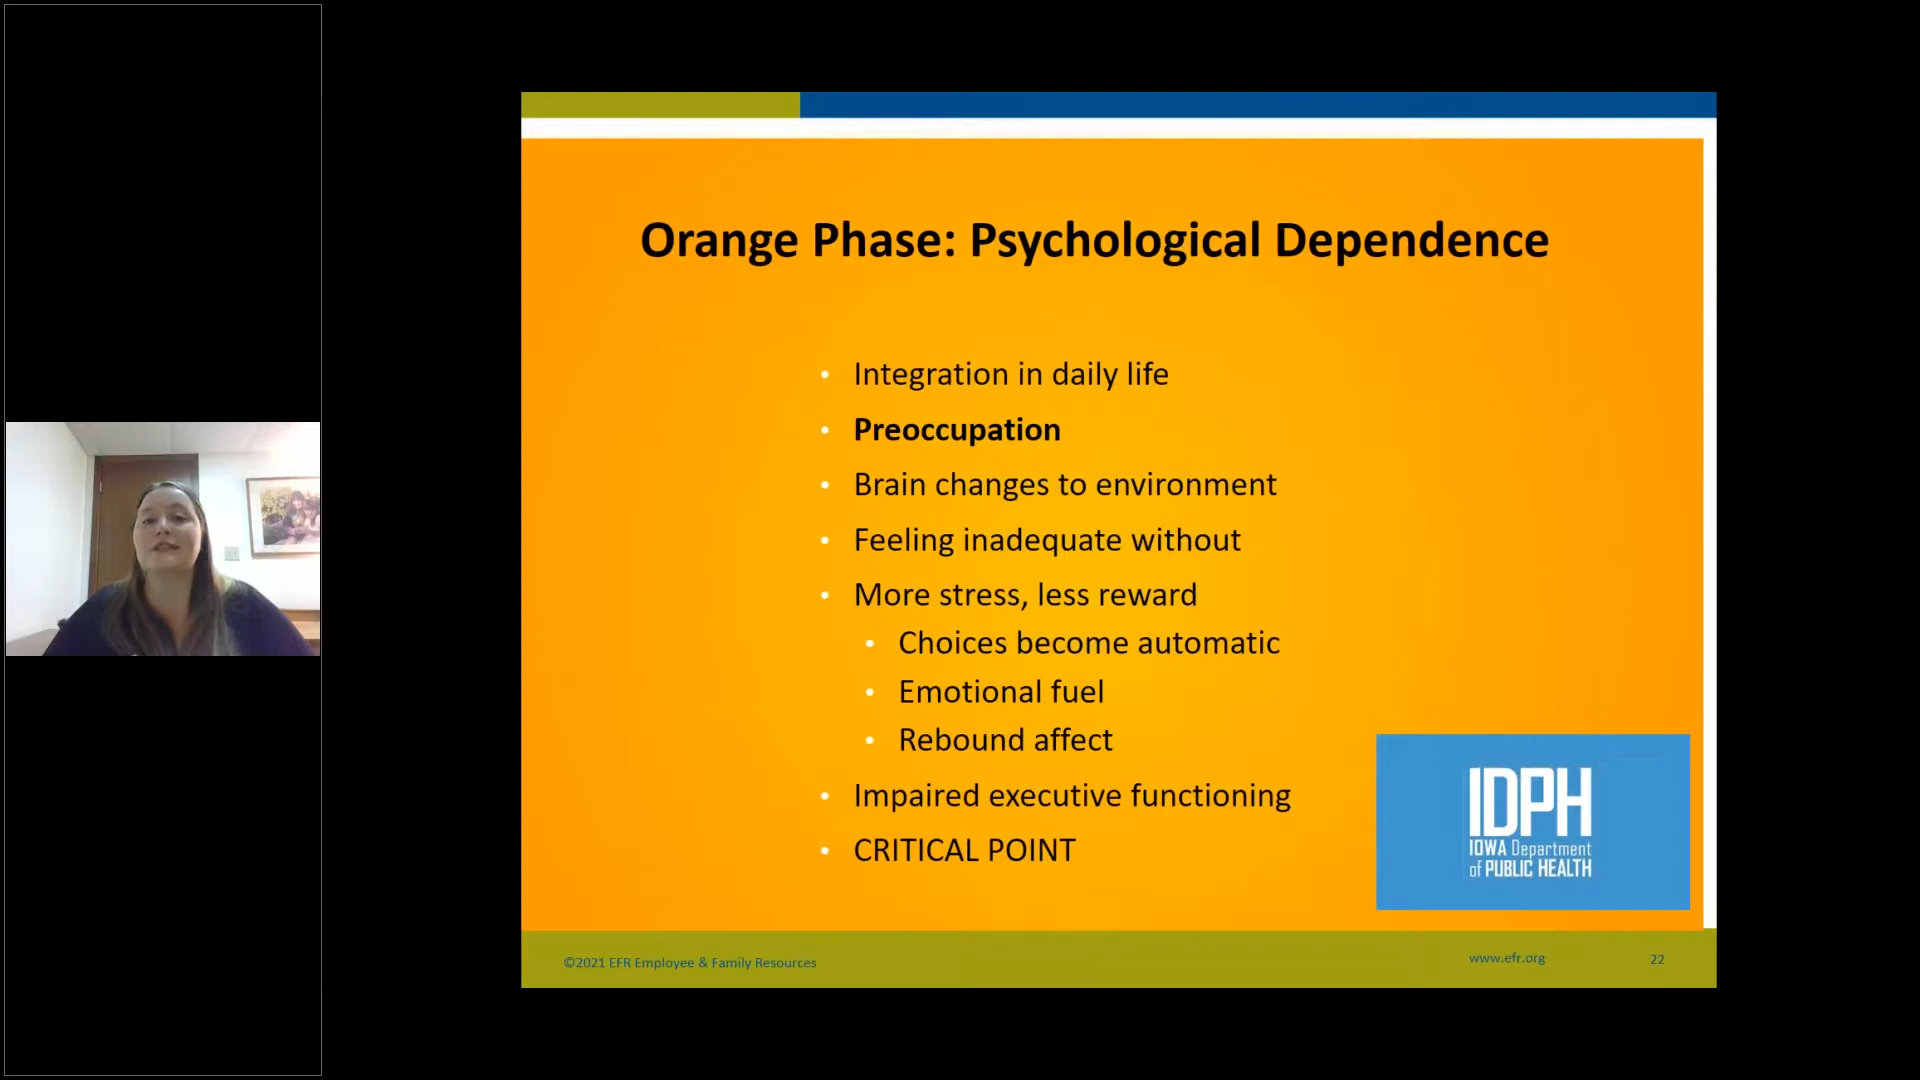 Orange Phase: Psychological Dependence
• Integration in daily life
• Preoccupation
• Brain changes to environment
• Feeling inadequate without
• More stress, less reward
• Choices become automatic
• Emotional fuel
• Rebound affect
• Impaired executive functioning
• CRITICAL POINT
IDPH
IOWA Department
of PUBLIC HEALTH
©2021 EFR Employee & Family Resources
www.efr.org
22